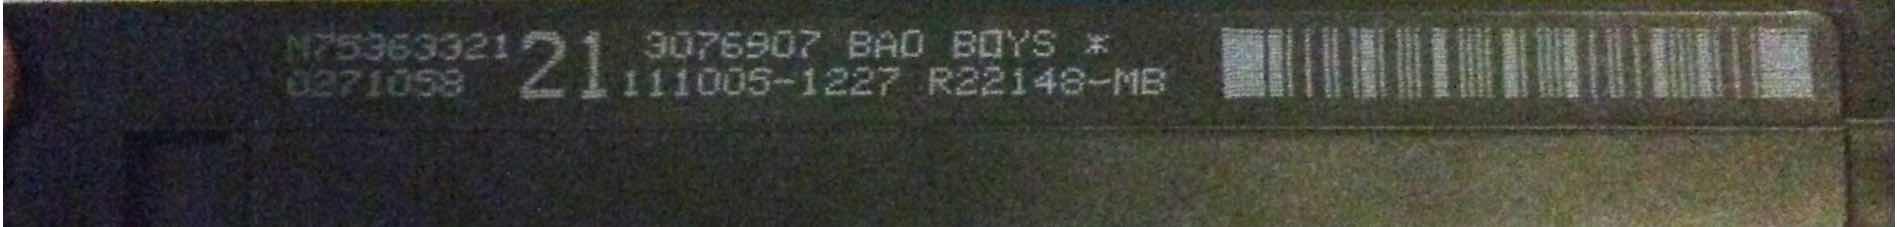 N75363321 21 3076907 BAD BOYS *
0271058 111005-1227 R22148-MB